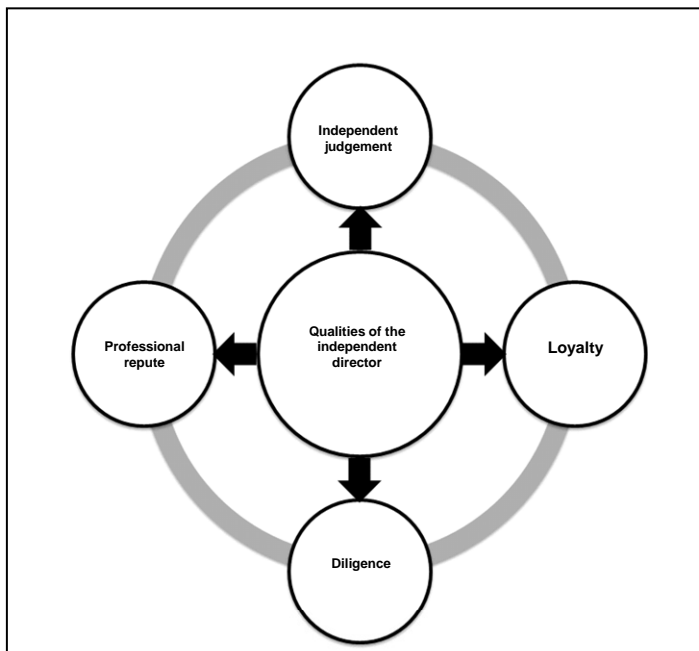 Independent
judgement
Professional
repute
Qualities of the
independent
director
Loyalty
Diligence